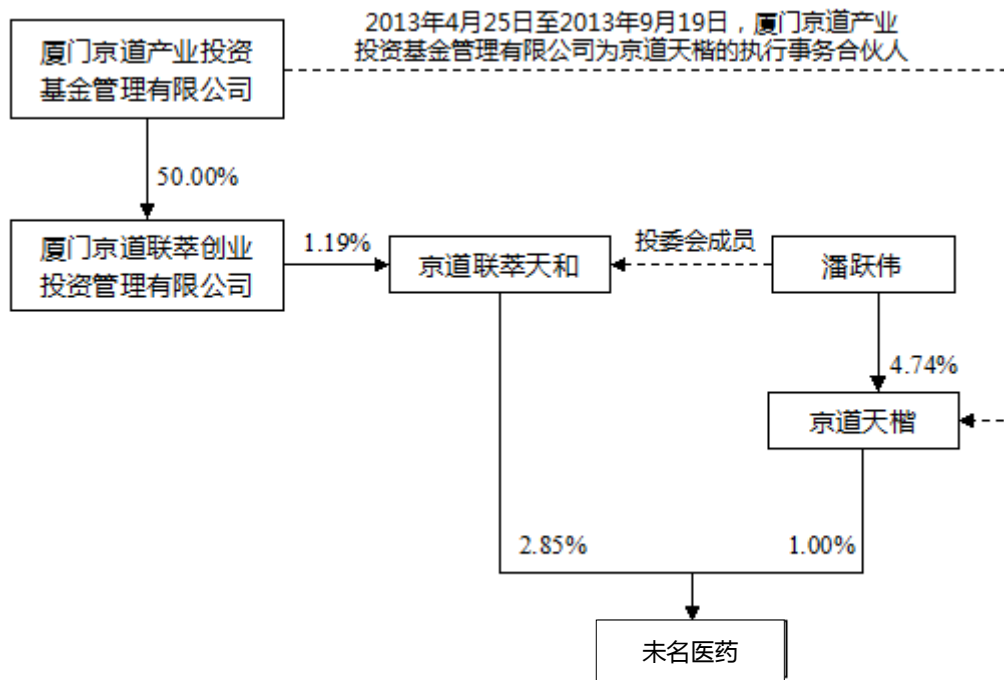 2013年4月25日至2013年9月19日，厦门京道产业
投资基金管理有限公司为京道天楷的执行事务合伙人
厦门京道产业投资
基金管理有限公司
50.00%
厦门京道联萃创业
投资管理有限公司
1.19%
京道联萃天和
投委会成员
潘跃伟
4.74%
京道天楷
2.85%
1.00%
未名医药